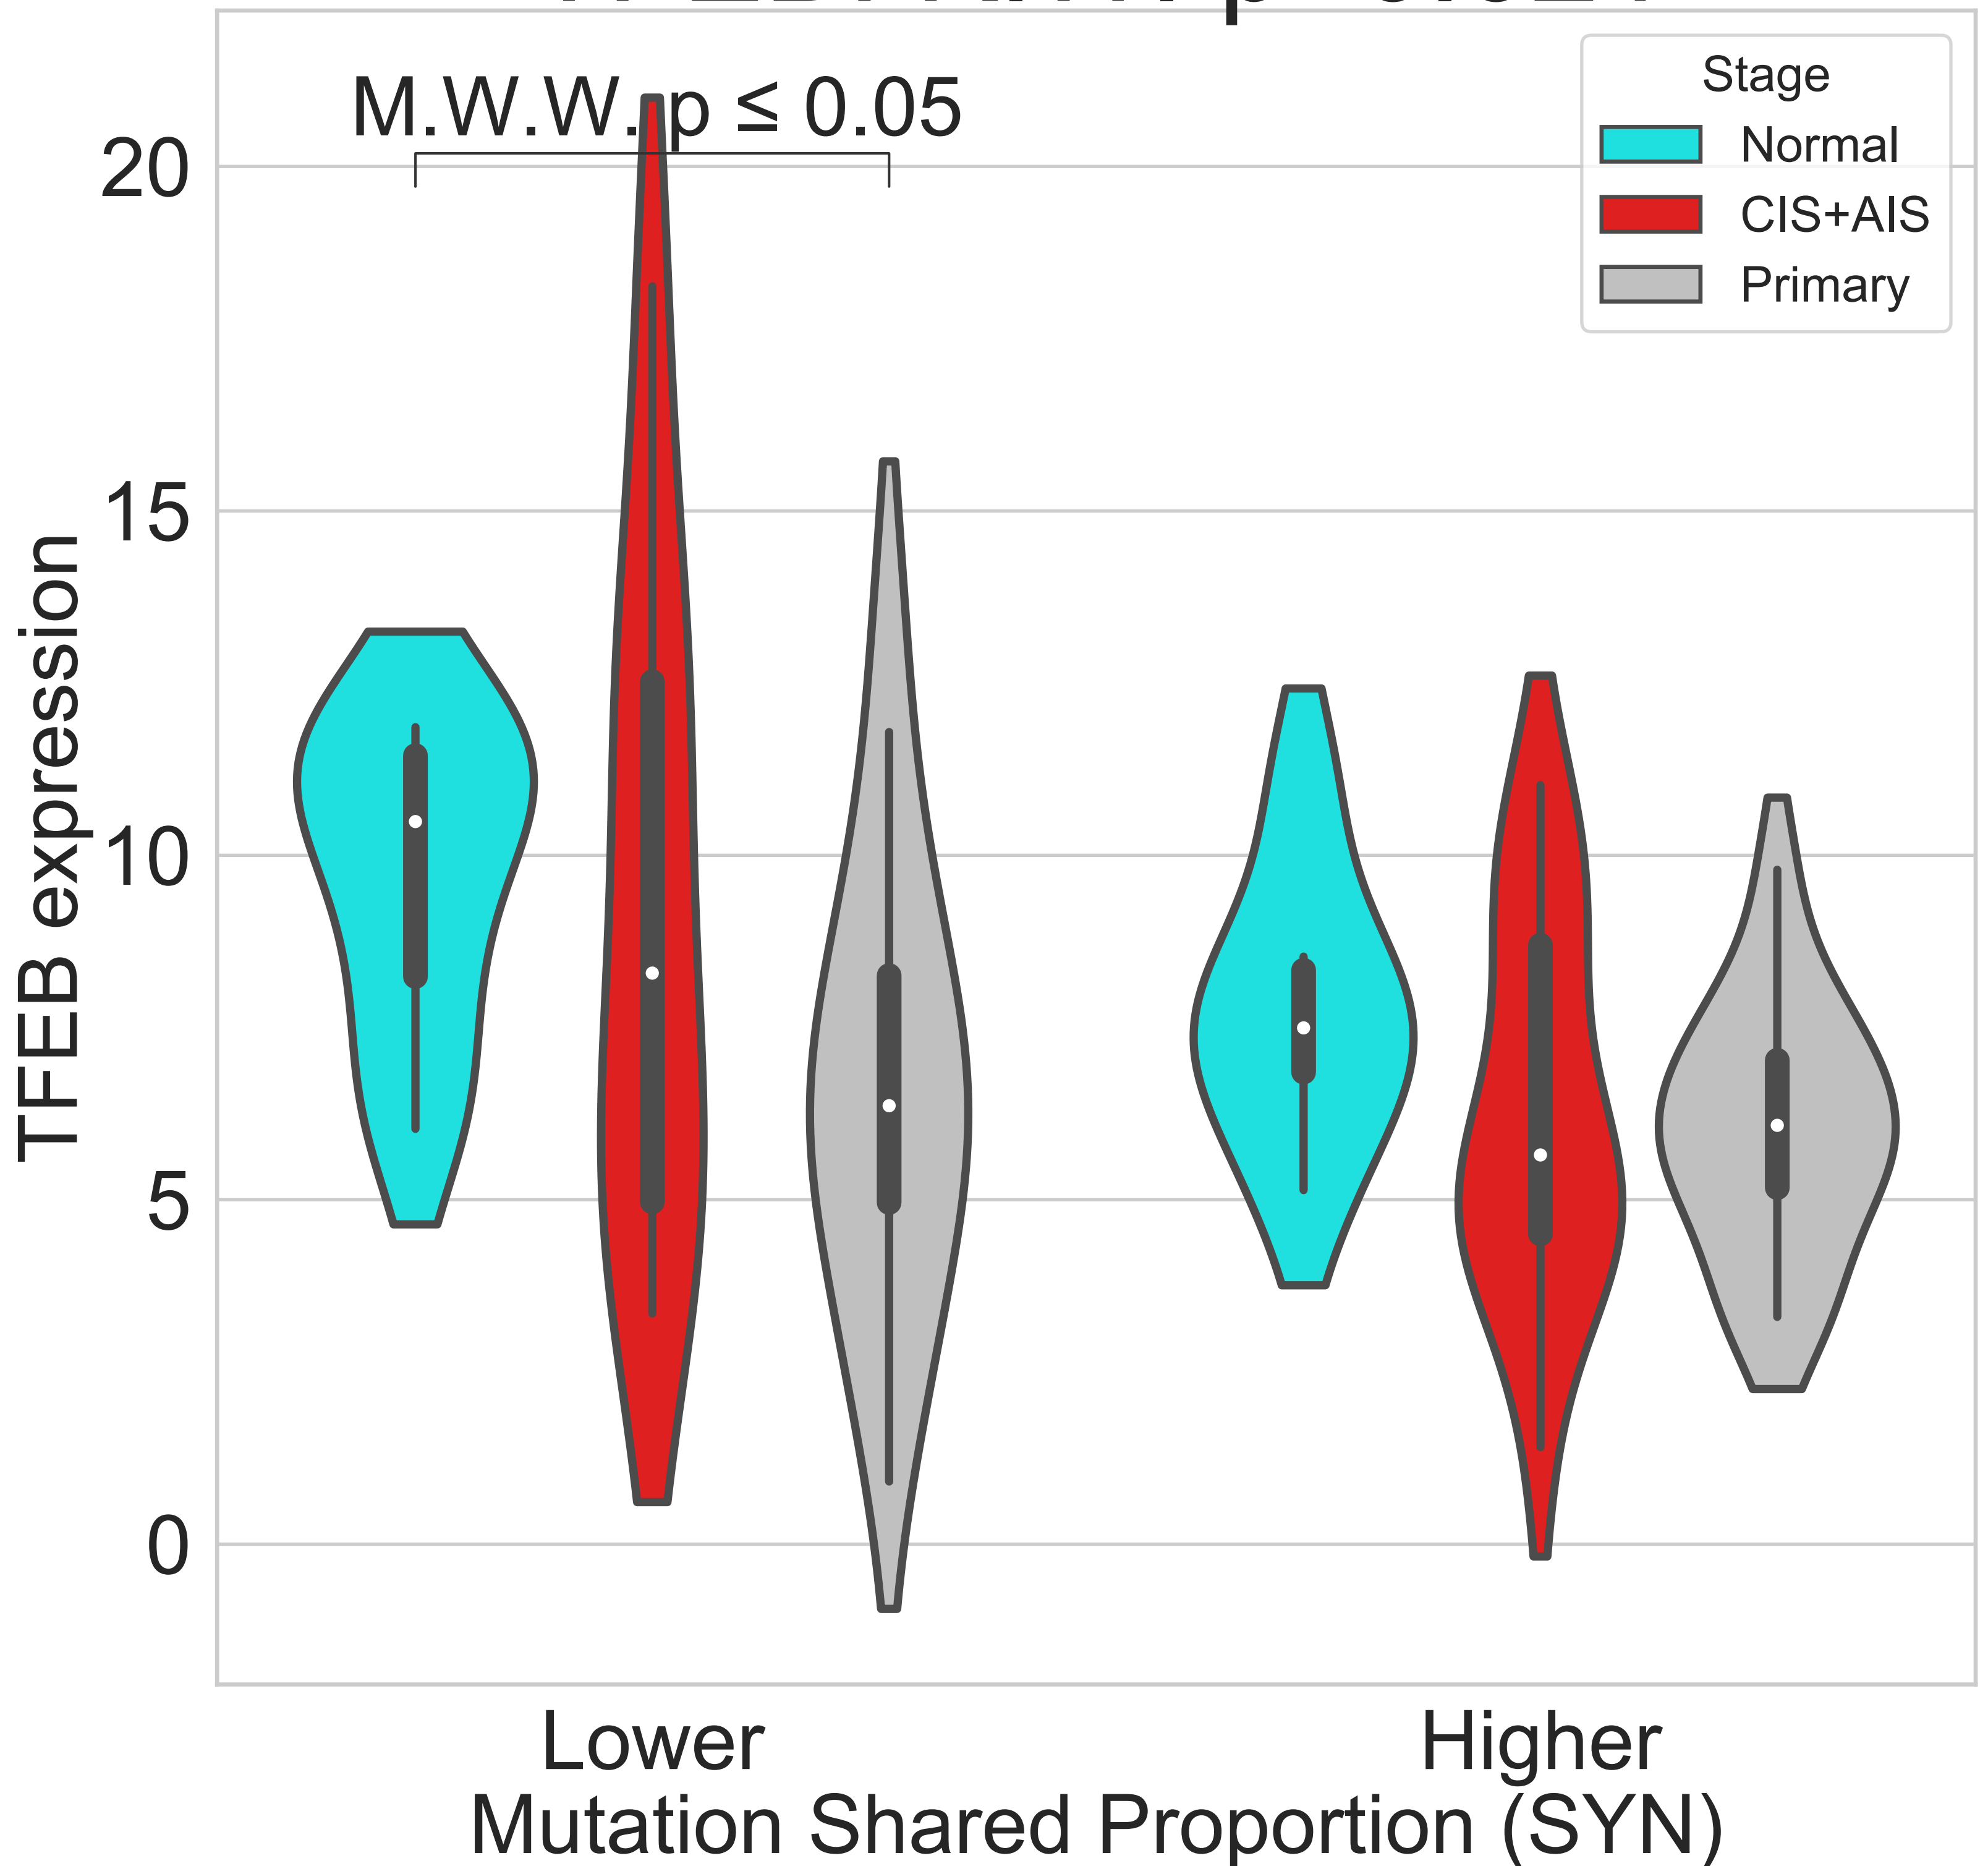 M.W.W. p ≤ 0.05
Stage
Normal
CIS+AIS
Primary
20
15
10
5
0
TFEB expression
Lower
Higher
Mutation Shared Proportion (SYN)